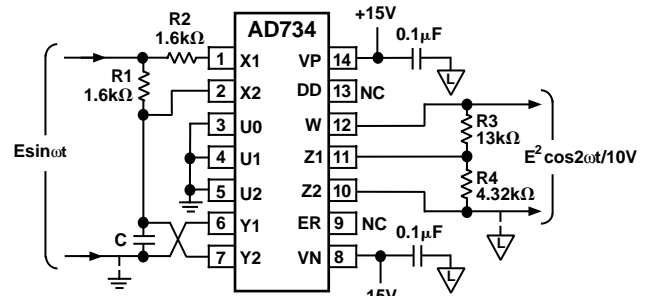 AD734
+15V
R2
1.6kΩ
0.1µF
1 X1 VP 14
L
R1
1.6kΩ
2 X2 DD 13 NC
3 U0 W 12
R3
13kΩ
Esinωt
4 U1 Z1 11
E² cos2ωt/10V
R4
4.32kΩ
5 U2 Z2 10
6 Y1 ER 9 NC
C
0.1µF
L
7 Y2 VN 8
L
15V